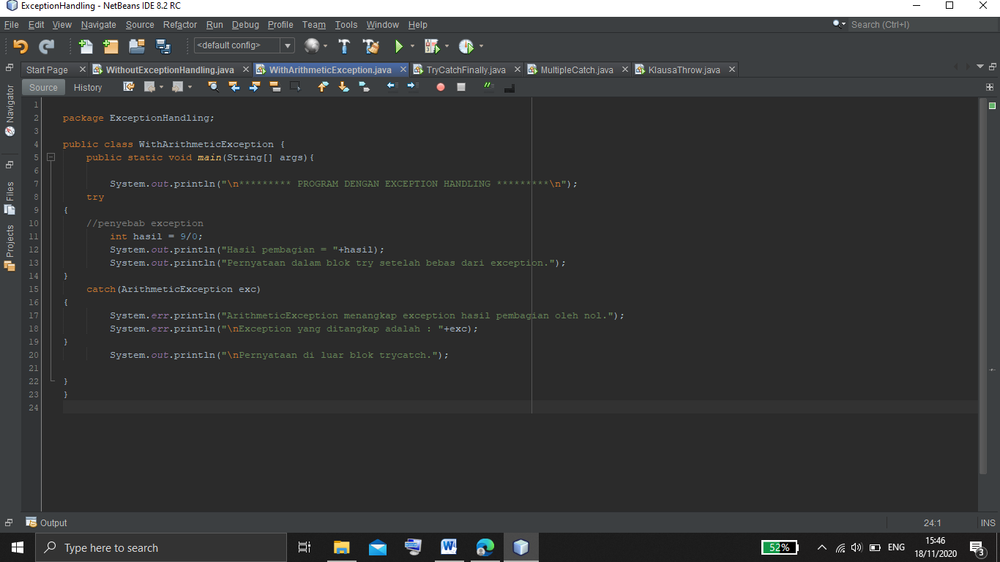 ExceptionHandling - NetBeans IDE 8.2 RC
File Edit View Navigate Source Refactor Run Debug Profile Team Tools Window Help
Search (Ctrl+I)
<default config>
Start Page WithoutExceptionHandling.java WithArithmeticException.java TryCatchFinally.java MultipleCatch.java KlausaThrow.java
Source History
Navigator
Files
Projects
1
2 package ExceptionHandling;
3
4 public class WithArithmeticException {
5 public static void main(String[] args){
6
7 System.out.println("\n********* PROGRAM DENGAN EXCEPTION HANDLING *********\n");
8 try
9 {
10 //penyebab exception
11 int hasil = 9/0;
12 System.out.println("Hasil pembagian = "+hasil);
13 System.out.println("Pernyataan dalam blok try setelah bebas dari exception.");
14 }
15 catch(ArithmeticException exc)
16 {
17 System.err.println("ArithmeticException menangkap exception hasil pembagian oleh nol.");
18 System.err.println("\nException yang ditangkap adalah : "+exc);
19 }
20 System.out.println("\nPernyataan di luar blok trycatch.");
21
22 }
23 }
24
Output
24:1 INS
Type here to search
52%
ENG
15:46
18/11/2020
3